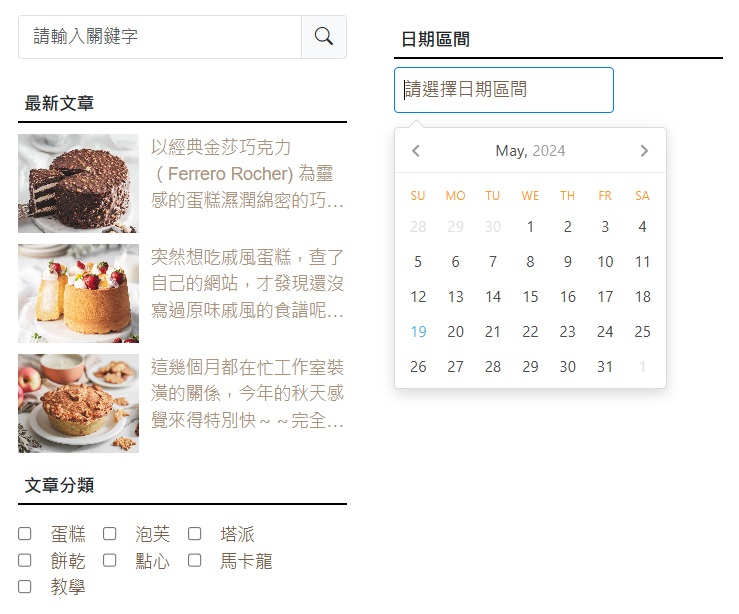 請輸入關鍵字
最新文章
以經典金莎巧克力
（Ferrero Rocher) 為靈
感的蛋糕濕潤綿密的巧…
突然想吃戚風蛋糕，查了
自己的網站，才發現還沒
寫過原味戚風的食譜呢…
這幾個月都在忙工作室裝
潢的關係，今年的秋天感
覺來得特別快～～完全…
文章分類
蛋糕 泡芙 塔派
餅乾 點心 馬卡龍
教學
日期區間
請選擇日期區間
May, 2024
SU MO TU WE TH FR SA
28 29 30 1 2 3 4
5 6 7 8 9 10 11
12 13 14 15 16 17 18
19 20 21 22 23 24 25
26 27 28 29 30 31 1